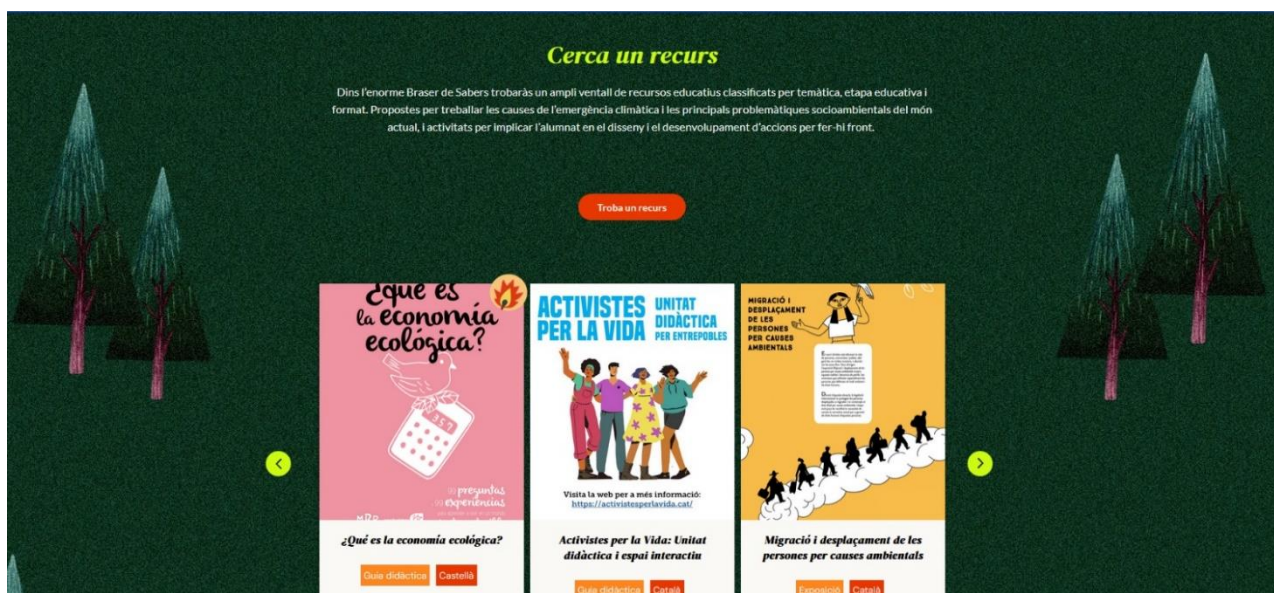 Cerca un recurs
Dins l'enorme Braser de Sabers trobaràs un ampli ventall de recursos educatius classificats per temàtica, etapa educativa i
format. Propostes per treballar les causes de l'emergència climàtica i les principals problemàtiques socioambientals del món
actual, i activitats per implicar l'alumnat en el disseny i el desenvolupament d'accions per fer-hi front.
Troba un recurs
¿qué es
la economía
ecológica?
357
99 preguntas
99 experiencias
¿Qué es la economía ecológica?
Guia didàctica Castellà
ACTIVISTES
PER LA VIDA
UNITAT
DIDÀCTICA
PER ENTREPOBLES
Visita la web per a més informació:
https://activistesperlavida.cat/
Activistes per la Vida: Unitat
didàctica i espai interactiu
Guia didàctica Català
MIGRACIÓ I
DESPLAÇAMENT
DE LES
PERSONES
PER CAUSES
AMBIENTALS
Migració i desplaçament de les
persones per causes ambientals
Exposició Català